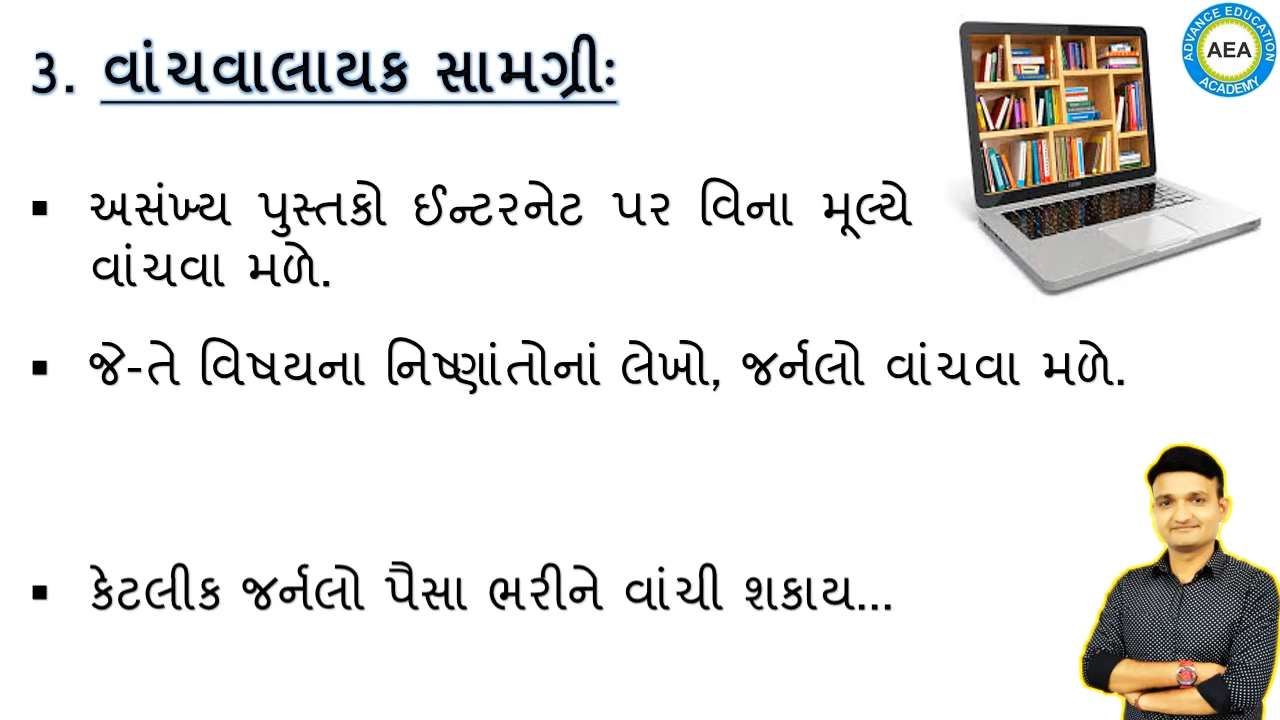 ૩. વાંચવાલાયક સામગ્રીઃ
ADVANCE EDUCATION
AEA
ACADEMY
▪ અસંખ્ય પુસ્તકો ઈન્ટરનેટ પર વિના મૂલ્યે
વાંચવા મળે.
▪ જે-તે વિષયના નિષ્ણાંતોનાં લેખો, જર્નલો વાંચવા મળે.
▪ કેટલીક જર્નલો પૈસા ભરીને વાંચી શકાય...